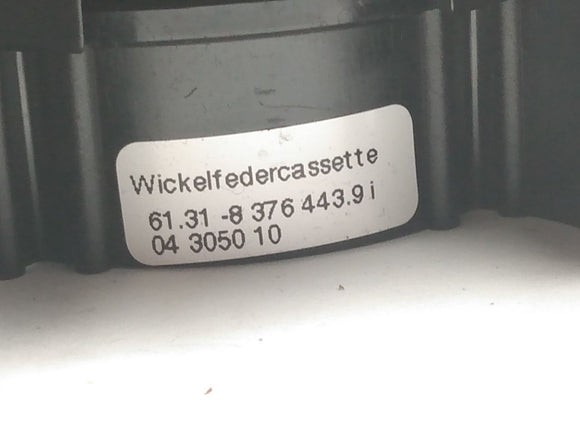 Wickelfedercassette
61.31 -8 376 443.9 i
04 3050 10